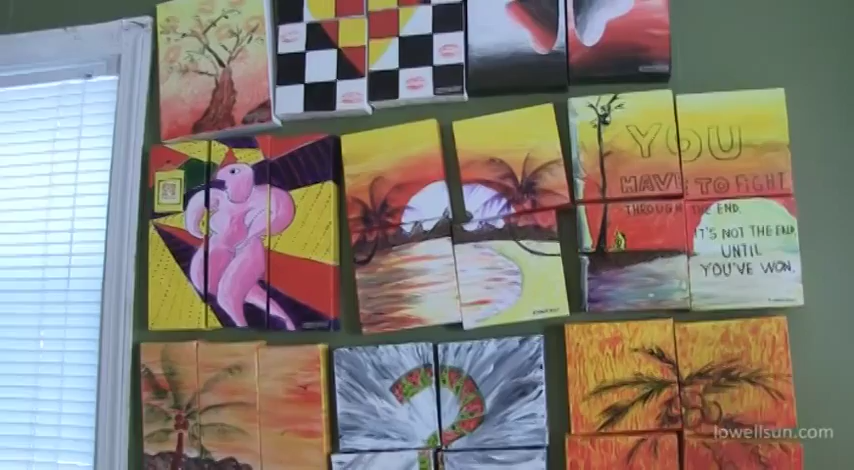 YOU
HAVE TO FIGHT
THROUGH THE END.
IT'S NOT THE END
UNTIL
YOU'VE WON.
lowellsun.com